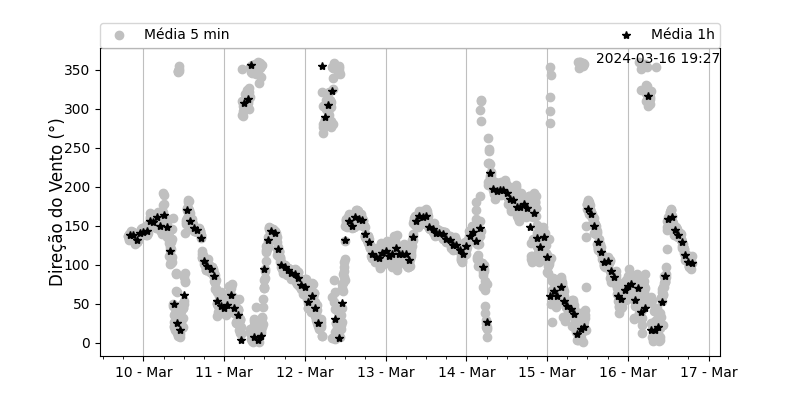 Média 5 min
Média 1h
2024-03-16 19:27
Direção do Vento (°)
350
300
250
200
150
100
50
0
10 - Mar
11 - Mar
12 - Mar
13 - Mar
14 - Mar
15 - Mar
16 - Mar
17 - Mar